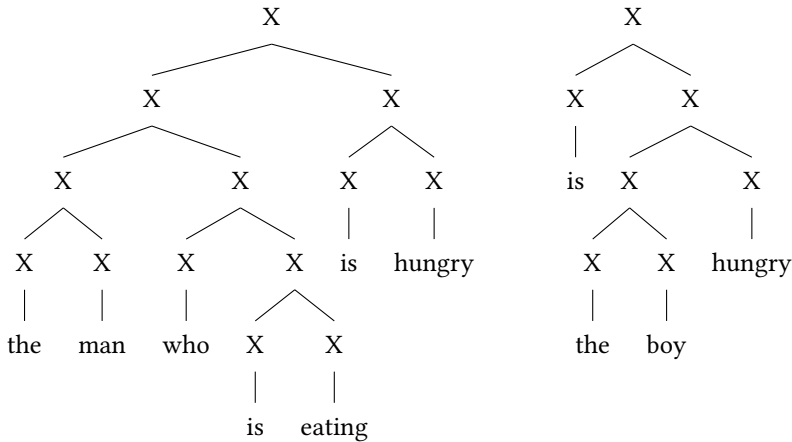 X X
X X X X
X X X X is X X
X X X X is hungry X X hungry
the man who X X the boy
is eating